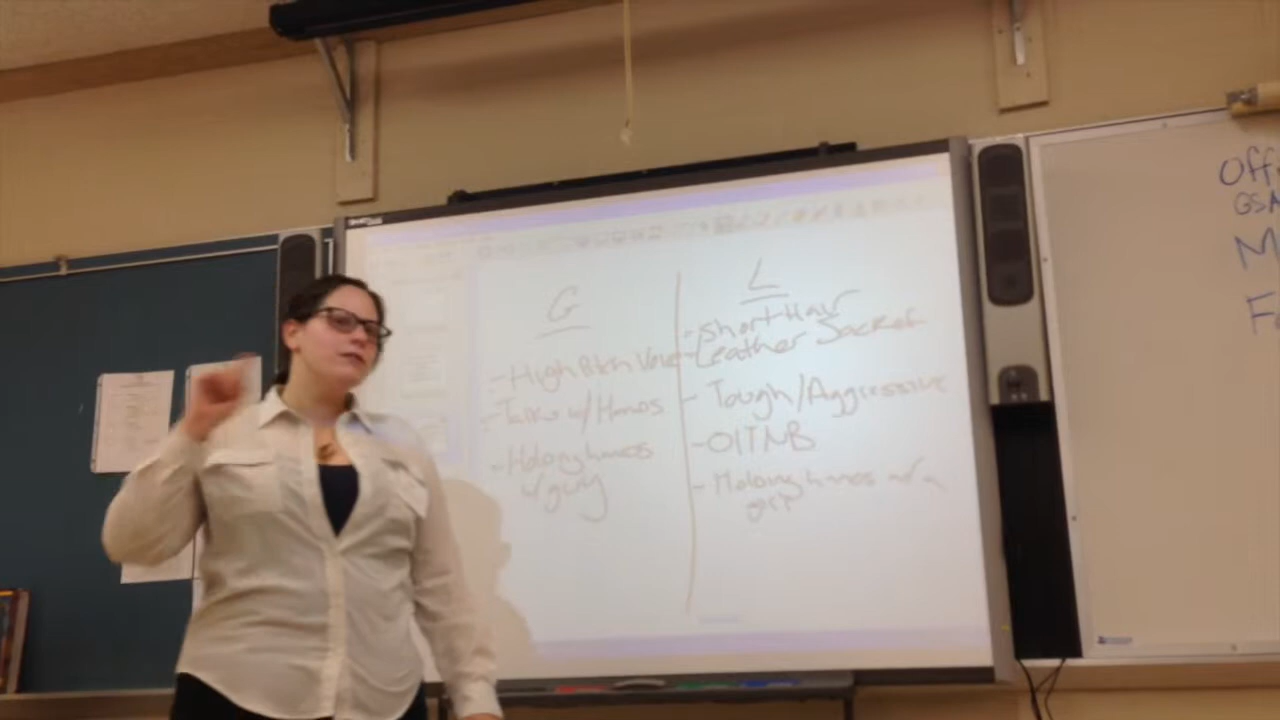 G
- High Pitch Voice
- Talks w/Hands
- Holding hands
w/ guy
L
- Short Hair
- Leather Jacket
- Tough/Aggressive
- OITNB
- Holding hands w/ a
girl
Off
GSA
M
F